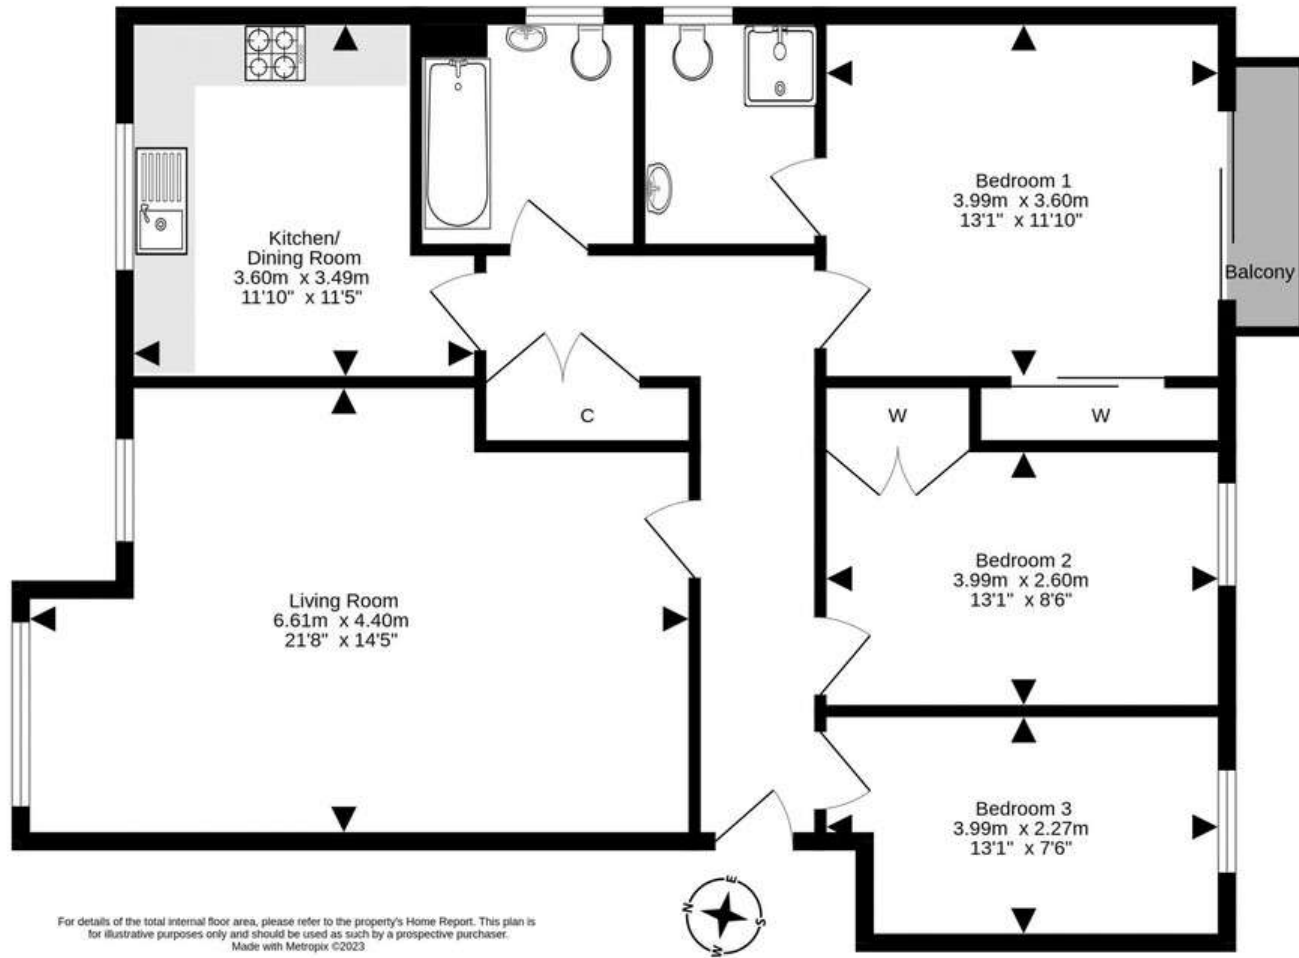 Kitchen/
Dining Room
3.60m x 3.49m
11'10" x 11'5"
Bedroom 1
3.99m x 3.60m
13'1" x 11'10"
Balcony
C
W
W
Living Room
6.61m x 4.40m
21'8" x 14'5"
Bedroom 2
3.99m x 2.60m
13'1" x 8'6"
Bedroom 3
3.99m x 2.27m
13'1" x 7'6"
N
E
S
W
For details of the total internal floor area, please refer to the property's Home Report. This plan is
for illustrative purposes only and should be used as such by a prospective purchaser.
Made with Metropix ©2023